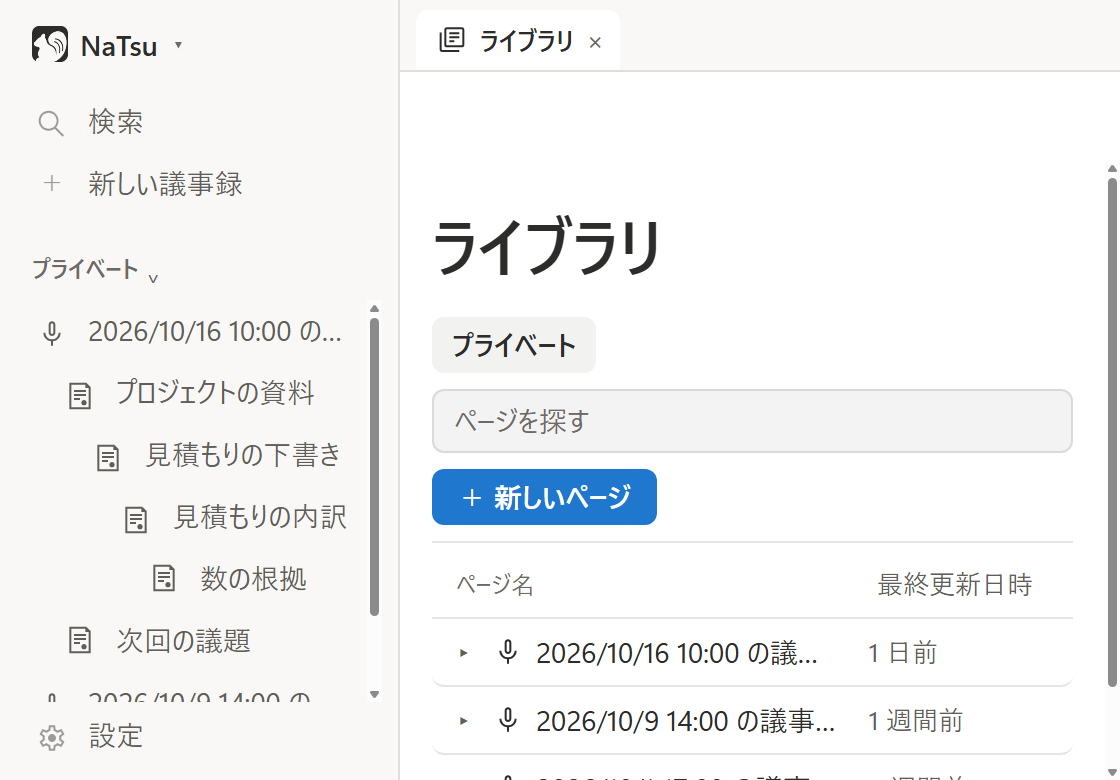 NaTsu
検索
新しい議事録
プライベート
2026/10/16 10:00 の...
プロジェクトの資料
見積もりの下書き
見積もりの内訳
数の根拠
次回の議題
2026/10/9 14:00 の
設定
ライブラリ
ライブラリ
プライベート
ページを探す
+ 新しいページ
ページ名 最終更新日時
2026/10/16 10:00 の議... 1 日前
2026/10/9 14:00 の議事... 1 週間前